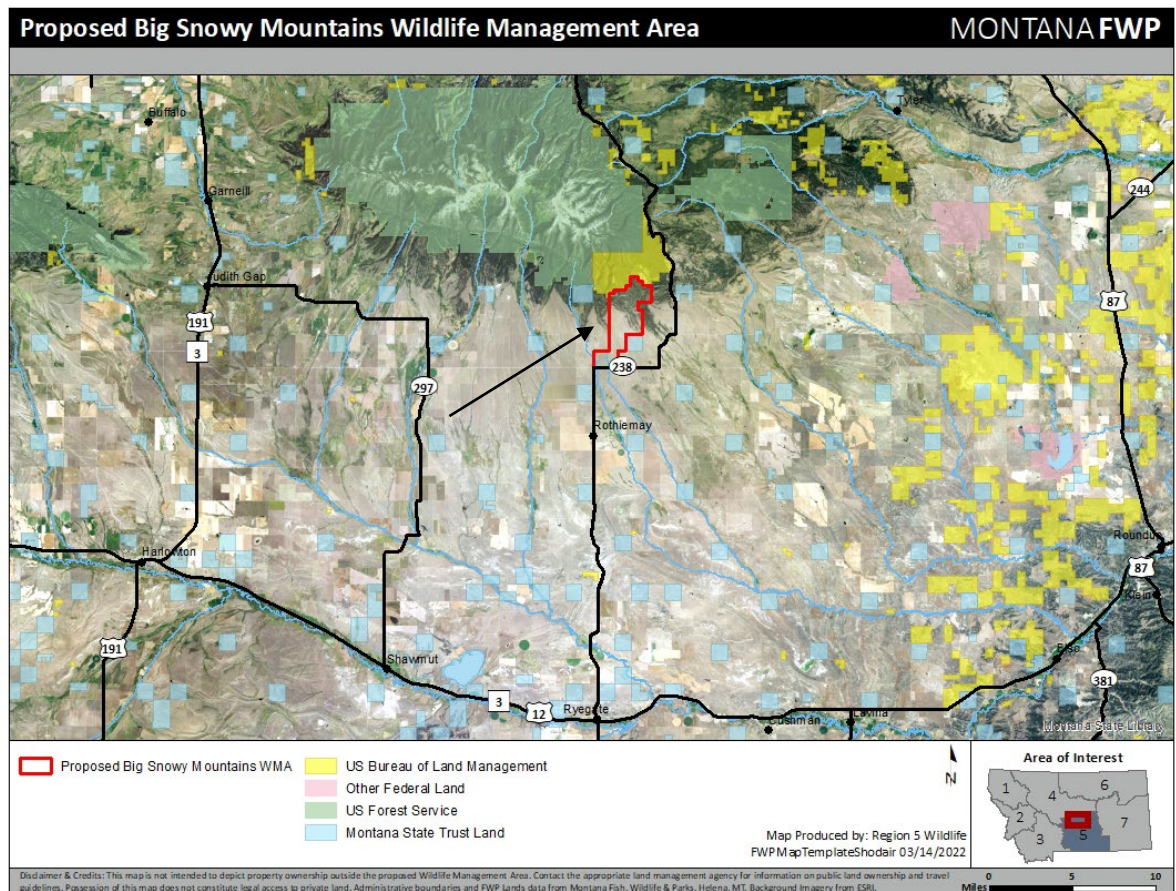 Proposed Big Snowy Mountains Wildlife Management Area
MONTANA FWP
Buffalo
Tyler
Garneill
244
Judith Gap
87
191
3
238
297
Rothiemay
Harlowton
Roundup
87
Klein
191
Shawmut
Else
381
3
12
Ryegate
Cushman
Lavina
Montana State Library
Proposed Big Snowy Mountains WMA
US Bureau of Land Management
Other Federal Land
US Forest Service
Montana State Trust Land
N
Map Produced by: Region 5 Wildlife
FWPMapTemplateShodair 03/14/2022
Area of Interest
1
2
3
4
5
6
7
Disclaimer & Credits: This map is not intended to depict property ownership outside the proposed Wildlife Management Area. Contact the appropriate land management agency for information on public land ownership and travel
guidelines. Possession of this map does not constitute legal access to private land. Administrative boundaries and FWP Lands data from Montana Fish, Wildlife & Parks, Helena, MT. Background Imagery from ESRI.
0 5 10
Miles